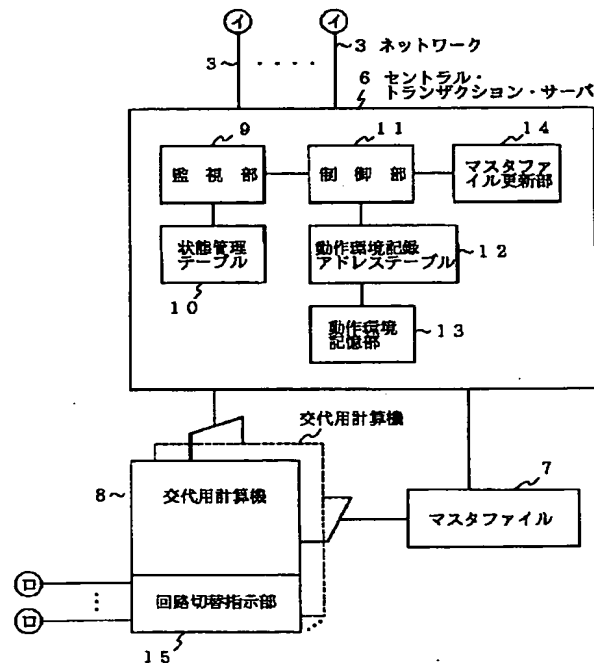 イ
イ
3
3 ネットワーク
6 セントラル・
トランザクション・サーバ
9
11
14
監視部
制御部
マスタファ
イル更新部
状態管理
テーブル
動作環境記録
アドレステーブル
12
10
動作環境
記憶部
13
交代用計算機
8
交代用計算機
7
マスタファイル
ロ
ロ
回路切替指示部
15